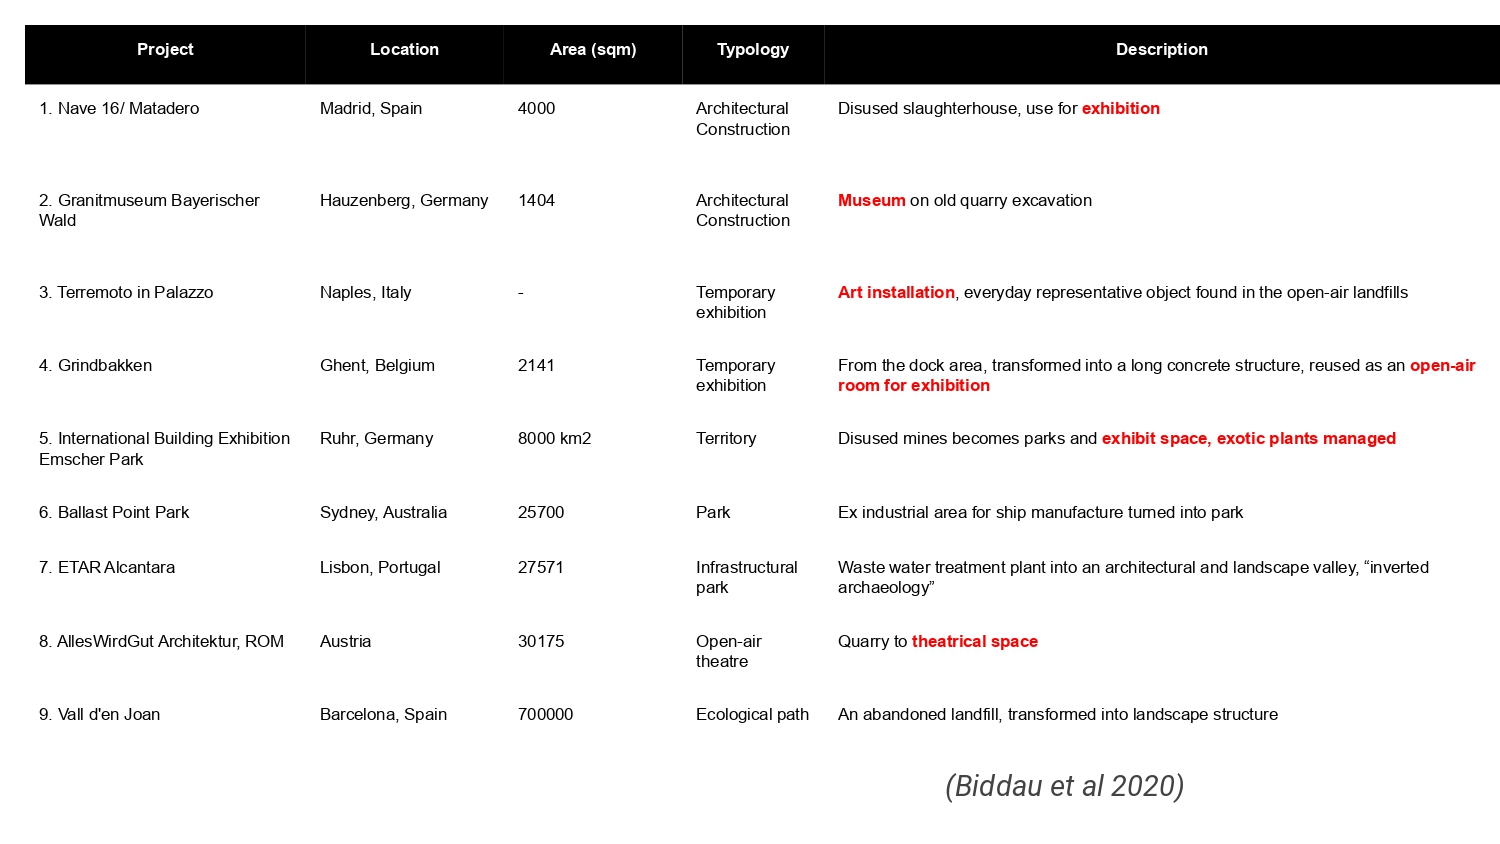 Project Location Area (sqm) Typology Description
1. Nave 16/ Matadero Madrid, Spain 4000 Architectural Disused slaughterhouse, use for exhibition
Construction
2. Granitmuseum Bayerischer Hauzenberg, Germany 1404 Architectural Museum on old quarry excavation
Wald Construction
3. Terremoto in Palazzo Naples, Italy - Temporary Art installation, everyday representative object found in the open-air landfills
exhibition
4. Grindbakken Ghent, Belgium 2141 Temporary From the dock area, transformed into a long concrete structure, reused as an open-air
exhibition room for exhibition
5. International Building Exhibition Ruhr, Germany 8000 km2 Territory Disused mines becomes parks and exhibit space, exotic plants managed
Emscher Park
6. Ballast Point Park Sydney, Australia 25700 Park Ex industrial area for ship manufacture turned into park
7. ETAR Alcantara Lisbon, Portugal 27571 Infrastructural Waste water treatment plant into an architectural and landscape valley, “inverted
park archaeology”
8. AllesWirdGut Architektur, ROM Austria 30175 Open-air Quarry to theatrical space
theatre
9. Vall d'en Joan Barcelona, Spain 700000 Ecological path An abandoned landfill, transformed into landscape structure
(Biddau et al 2020)